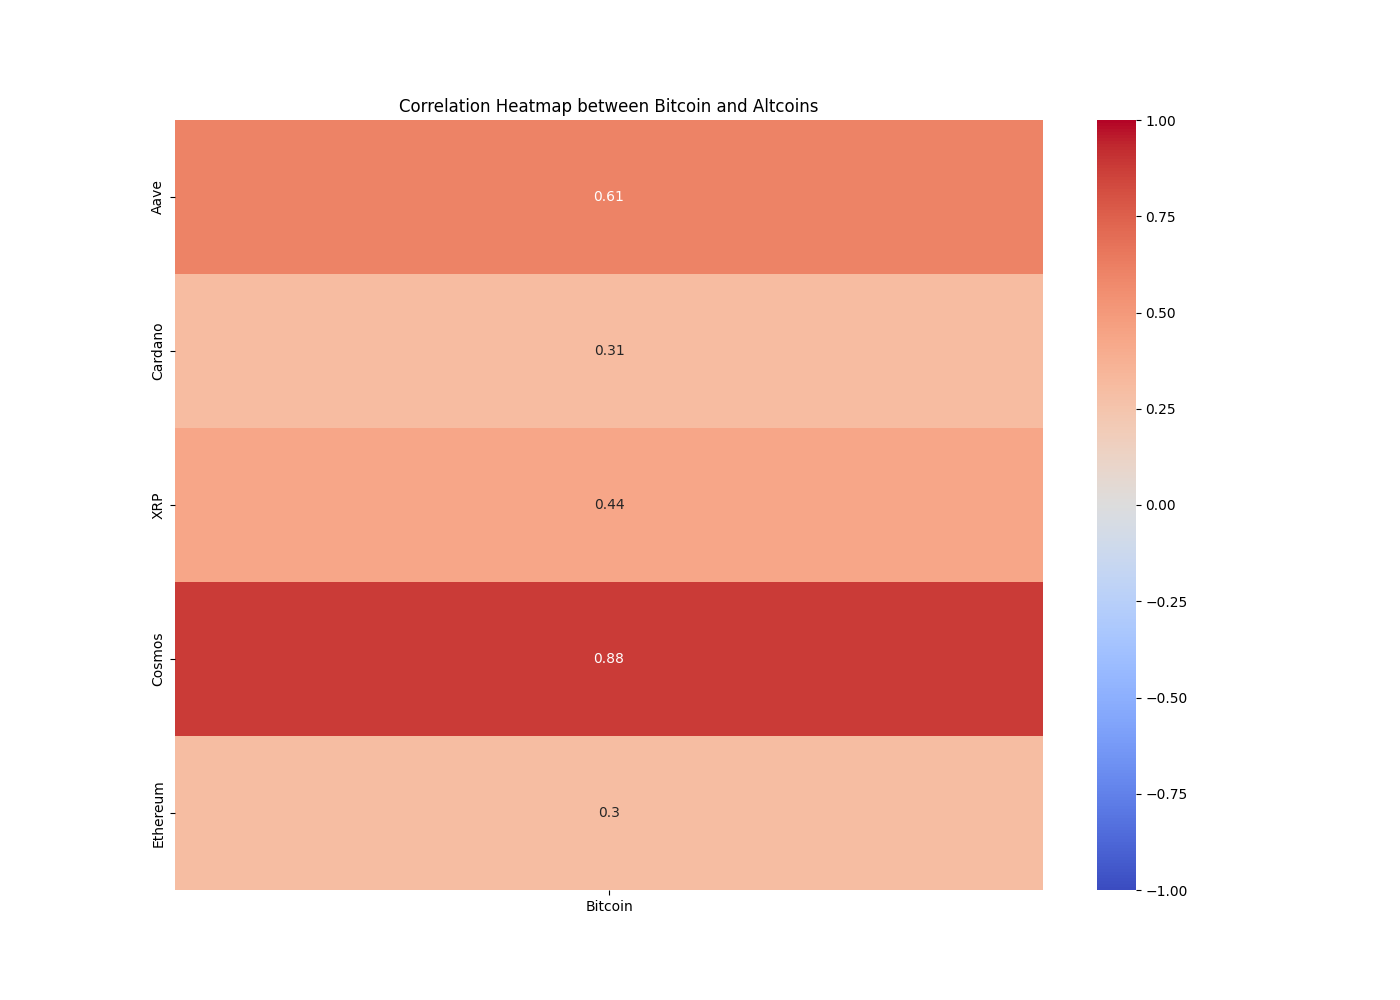 Correlation Heatmap between Bitcoin and Altcoins
Aave
0.61
Cardano
0.31
XRP
0.44
Cosmos
0.88
Ethereum
0.3
Bitcoin
1.00
0.75
0.50
0.25
0.00
−0.25
−0.50
−0.75
−1.00